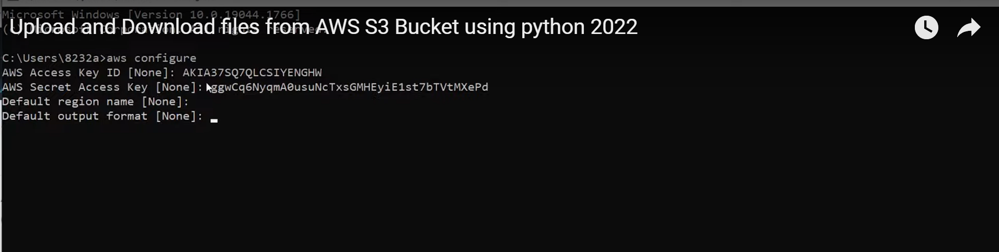 Microsoft Windows [Version 10.0.19044.1766]
Upload and Download files from AWS S3 Bucket using python 2022
C:\Users\8232a>aws configure
AWS Access Key ID [None]: AKIA37SQ7QLCSIYENGHW
AWS Secret Access Key [None]:
Default region name [None]:
Default output format [None]: